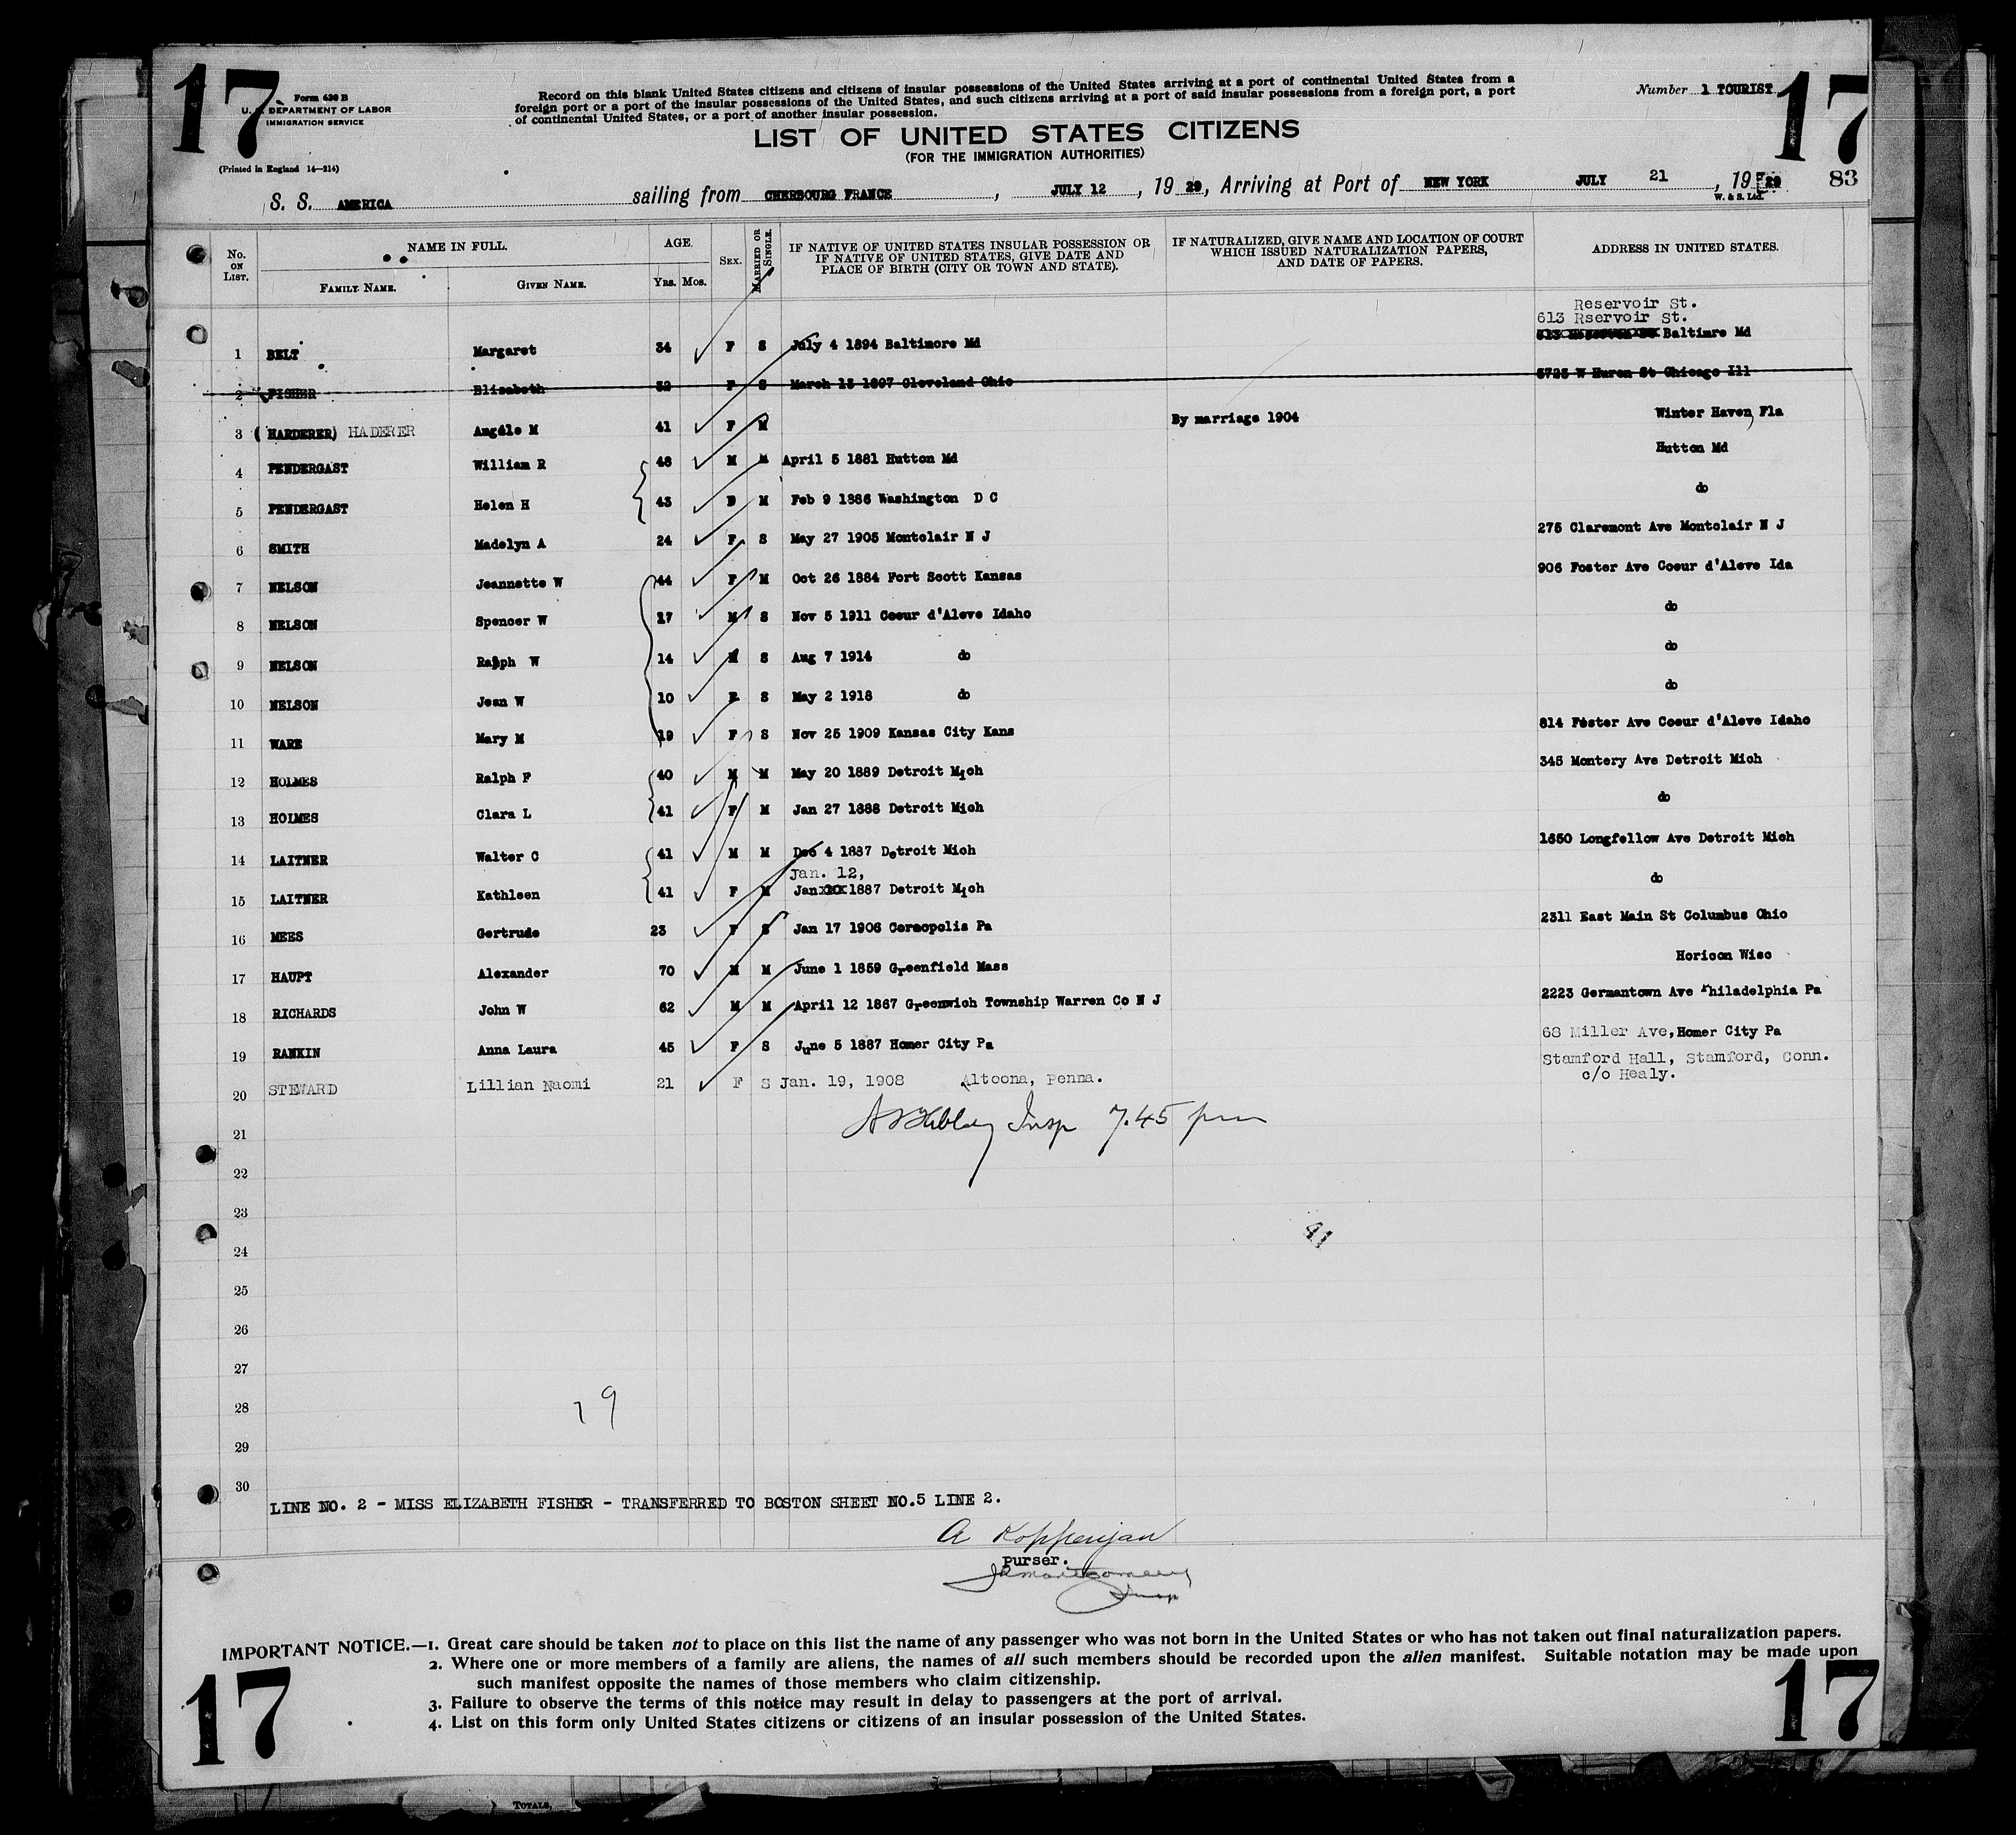 17
17
Form 630 B
U. S. DEPARTMENT OF LABOR
IMMIGRATION SERVICE
(Printed in England 14—214)
Record on this blank United States citizens and citizens of insular possessions of the United States arriving at a port of continental United States from a
foreign port or a port of the insular possessions of the United States, and such citizens arriving at a port of said insular possessions from a foreign port, a port
of continental United States, or a port of another insular possession.
Number 1 TOURIST
LIST OF UNITED STATES CITIZENS
(FOR THE IMMIGRATION AUTHORITIES)
S. S. AMERICA sailing from CHERBOURG FRANCE, JULY 12, 19 29, Arriving at Port of NEW YORK JULY 21, 19 29 83
W. & S. Ltd.
No. ON LIST. NAME IN FULL. FAMILY NAME. GIVEN NAME. AGE. Yrs. Mos. SEX. MARRIED OR SINGLE. IF NATIVE OF UNITED STATES INSULAR POSSESSION OR IF NATIVE OF UNITED STATES, GIVE DATE AND PLACE OF BIRTH (CITY OR TOWN AND STATE). IF NATURALIZED, GIVE NAME AND LOCATION OF COURT WHICH ISSUED NATURALIZATION PAPERS, AND DATE OF PAPERS. ADDRESS IN UNITED STATES.
Reservoir St.
613 Rservoir St.
1 BELT Margaret 34 F S July 4 1894 Baltimore Md Baltimre Md
2 FISHER Elizabeth 32 F S March 13 1897 Cleveland Ohio 5725 W Huron St Chicago Ill
3 (HARDERER) HADERER Angéle M 41 F M By marriage 1904 Winter Haven, Fla
4 PENDERGAST William R 48 M M April 5 1881 Hutton Md Hutton Md
5 PENDERGAST Helen H 43 M Feb 9 1886 Washington D C do
6 SMITH Madelyn A 24 F S May 27 1905 Montclair N J 275 Claremont Ave Montclair N J
7 NELSON Jeannette W 44 F M Oct 26 1884 Fort Scott Kansas 906 Foster Ave Coeur d'Aleve Ida
8 NELSON Spencer W 17 M S Nov 5 1911 Coeur d'Aleve Idaho do
9 NELSON Ralph W 14 M S Aug 7 1914 do do
10 NELSON Jean W 10 F S May 2 1918 do do
11 WARE Mary M 19 F S Nov 25 1909 Kansas City Kans 814 Foster Ave Coeur d'Aleve Idaho
12 HOLMES Ralph F 40 M M May 20 1889 Detroit Mich 345 Montery Ave Detroit Mich
13 HOLMES Clara L 41 F M Jan 27 1888 Detroit Mich do
14 LAITNER Walter C 41 M M Dec 4 1887 Detroit Mich 1650 Longfellow Ave Detroit Mich
Jan. 12,
15 LAITNER Kathleen 41 F M Jan 1887 Detroit Mich do
16 MEES Gertrude 23 F S Jan 17 1906 Coraopolis Pa 2311 East Main St Columbus Ohio
17 HAUPT Alexander 70 M M June 1 1859 Greenfield Mass Horicon Wisc
18 RICHARDS John W 62 M M April 12 1867 Greenwich Township Warren Co N J 2223 Germantown Ave Philadelphia Pa
19 RANKIN Anna Laura 45 F S June 5 1887 Homer City Pa 68 Miller Ave, Homer City Pa
20 STEWARD Lillian Naomi 21 F S Jan. 19, 1908 Altoona, Penna. Stamford Hall, Stamford, Conn.
c/o Healy.
Insp 7.45 pm
21
22
23
41
24
25
26
27
28
19
29
30
LINE NO. 2 - MISS ELIZABETH FISHER - TRANSFERRED TO BOSTON SHEET NO.5 LINE 2.
A Koppenjan
Purser.
JR Montgomery
Insp
IMPORTANT NOTICE.—1. Great care should be taken not to place on this list the name of any passenger who was not born in the United States or who has not taken out final naturalization papers.
2. Where one or more members of a family are aliens, the names of all such members should be recorded upon the alien manifest. Suitable notation may be made upon
such manifest opposite the names of those members who claim citizenship.
3. Failure to observe the terms of this notice may result in delay to passengers at the port of arrival.
4. List on this form only United States citizens or citizens of an insular possession of the United States.
17
17
TOTALS